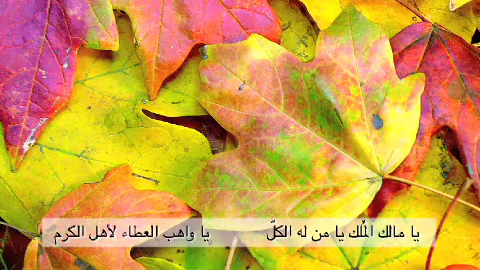 يا مالك المُلك يا من له الكلّ يا واهب العطاء لأهل الكرم